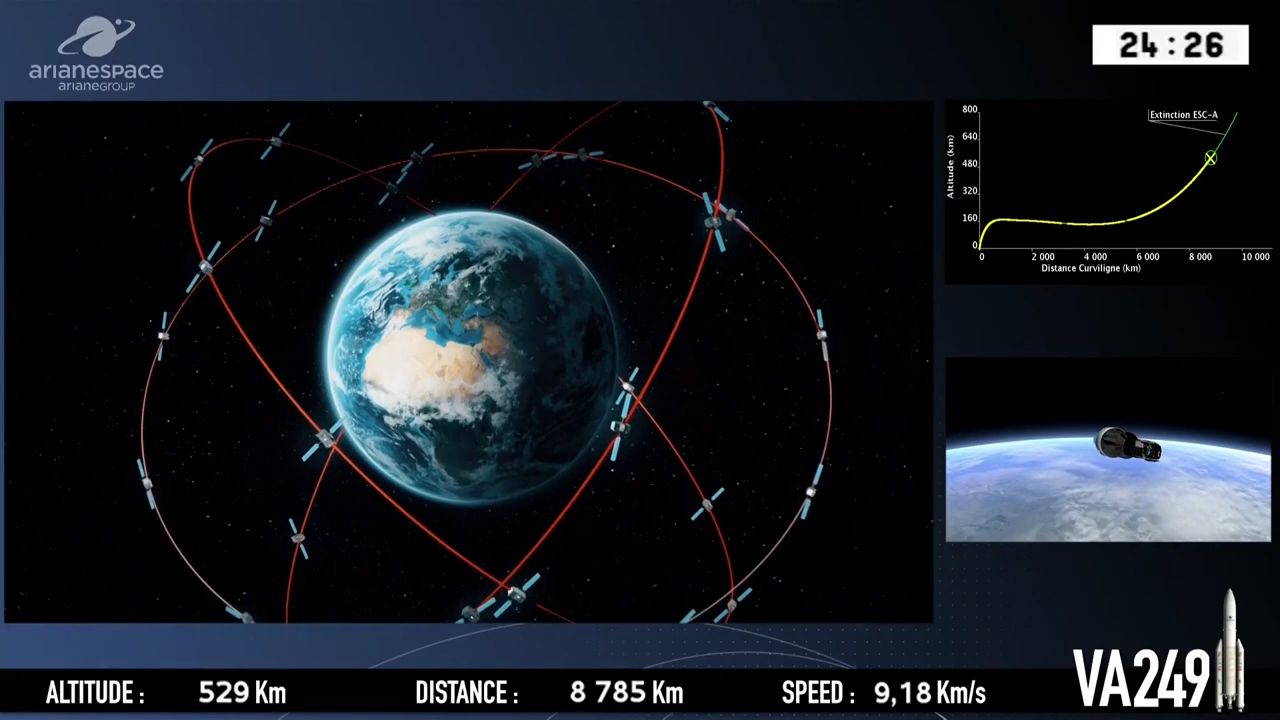 arianespace
arianeGROUP
24 : 26
Extinction ESC-A
Altitude (km)
800
640
480
320
160
0
0 2 000 4 000 6 000 8 000 10 000
Distance Curviligne (km)
VA249
ALTITUDE : 529 Km DISTANCE : 8 785 Km SPEED : 9,18 Km/s